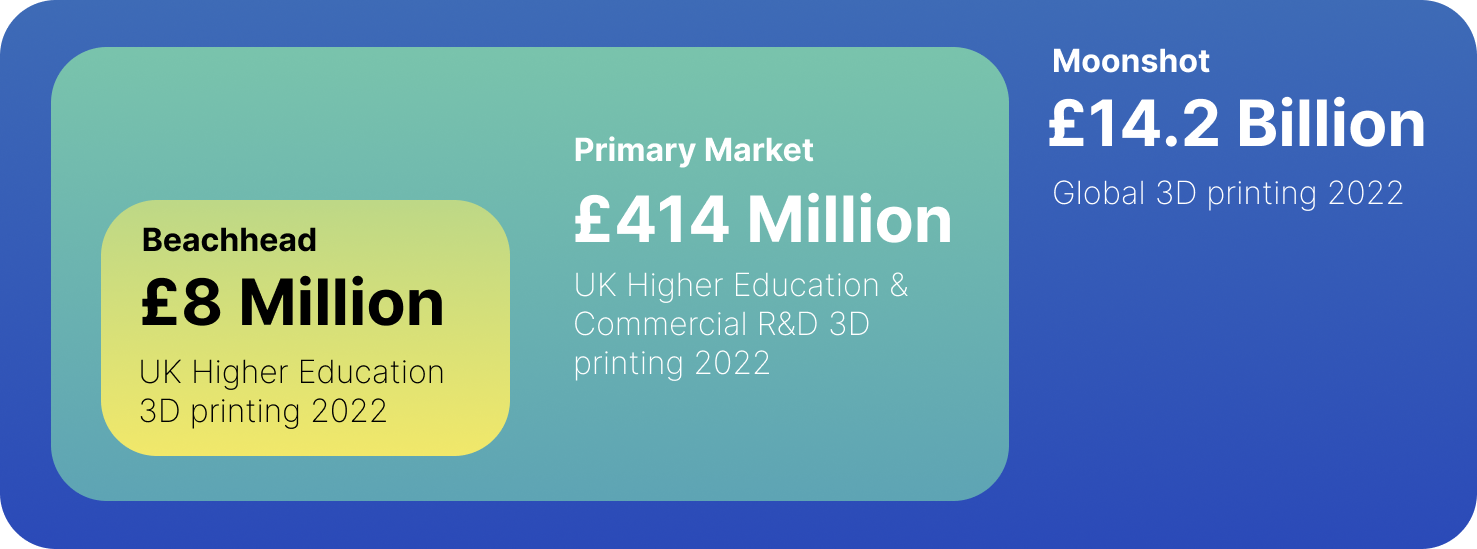 Moonshot
£14.2 Billion
Global 3D printing 2022
Primary Market
£414 Million
UK Higher Education &
Commercial R&D 3D
printing 2022
Beachhead
£8 Million
UK Higher Education
3D printing 2022